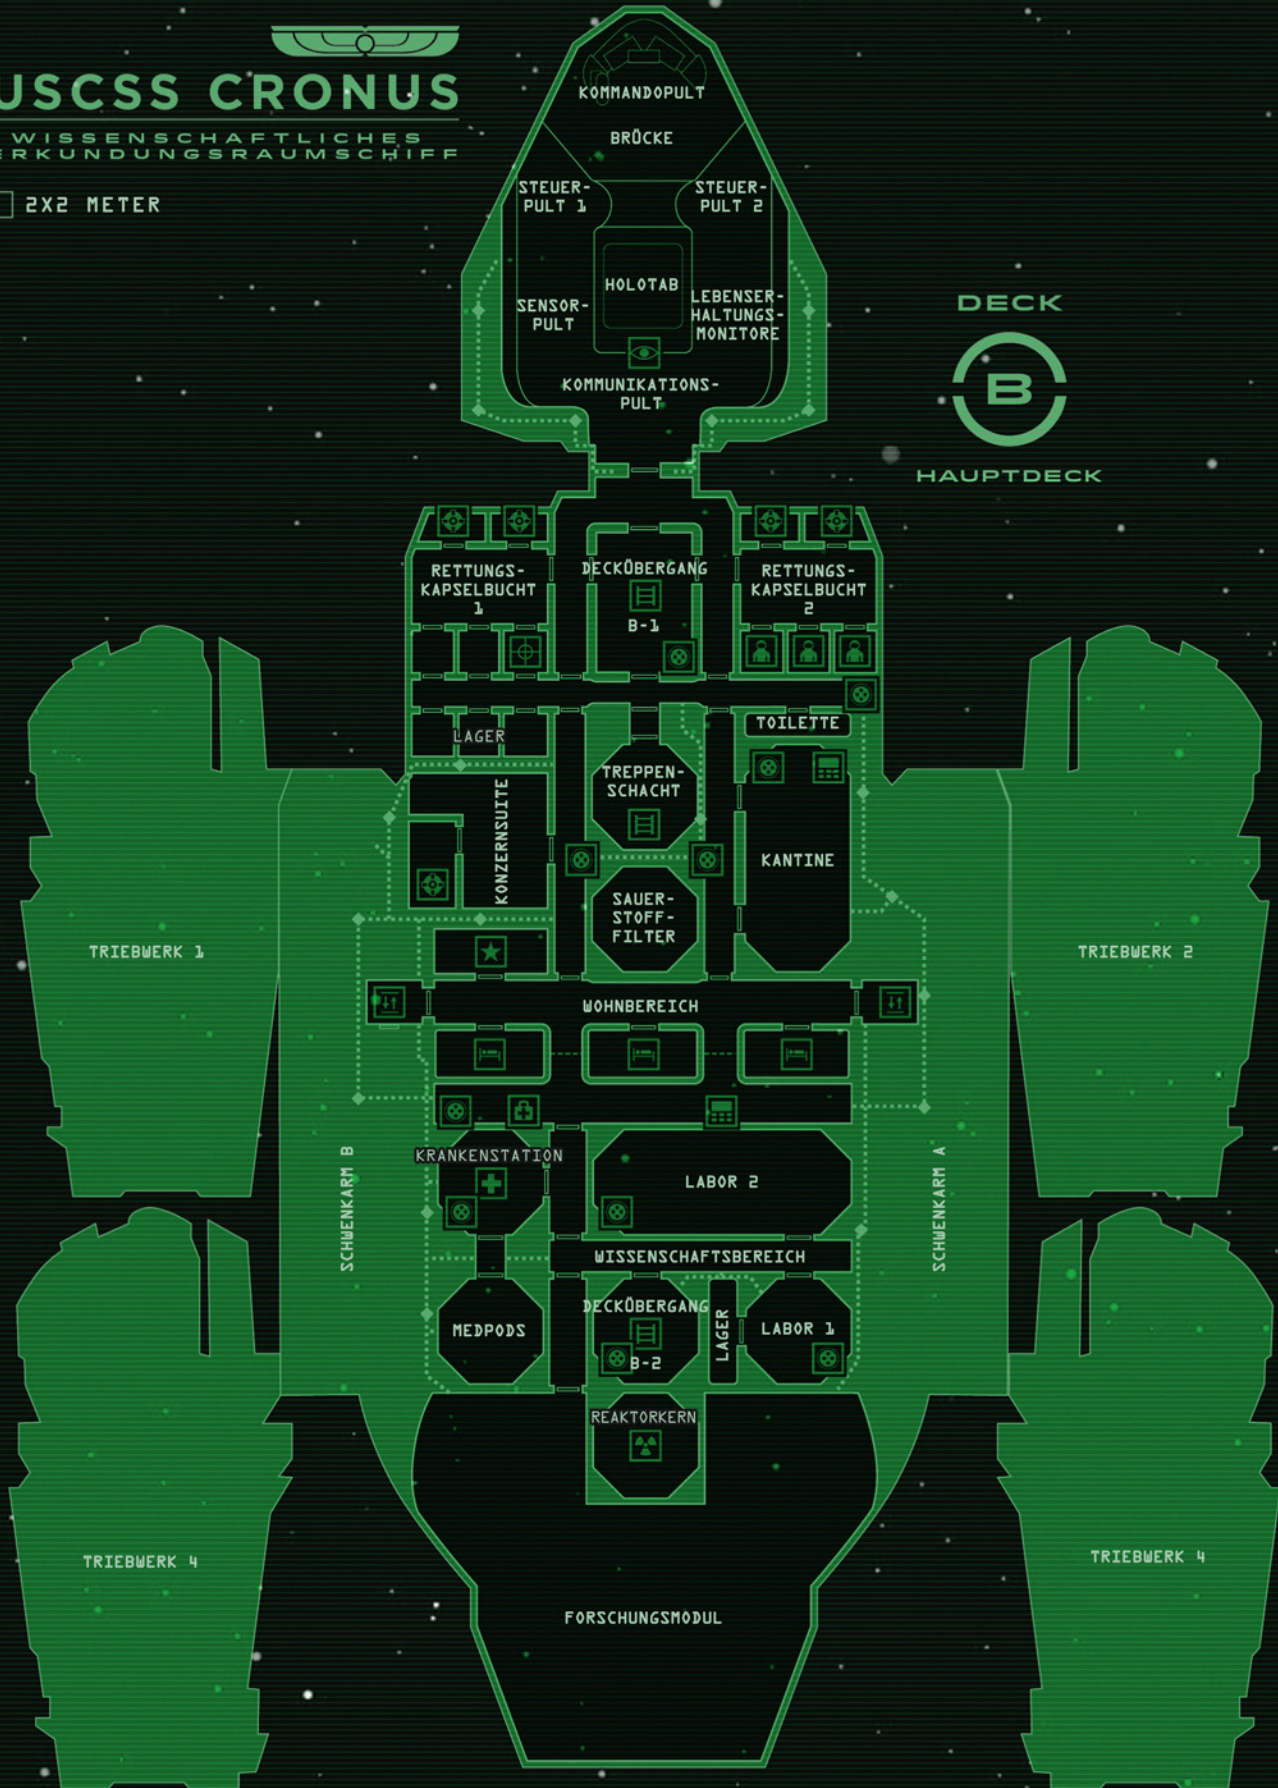 USCSS CRONUS
WISSENSCHAFTLICHES
ERKUNDUNGSRAUMSCHIFF
2X2 METER
KOMMANDOPULT
BRÜCKE
STEUER-
PULT 1
STEUER-
PULT 2
HOLOTAB
SENSOR-
PULT
LEBENSER-
HALTUNGS-
MONITORE
KOMMUNIKATIONS-
PULT
DECK
B
HAUPTDECK
RETTUNGS-
KAPSELBUCHT
1
DECKÜBERGANG
B-1
RETTUNGS-
KAPSELBUCHT
2
LAGER
TOILETTE
TREPPEN-
SCHACHT
KONZERNSUITE
KANTINE
SAUER-
STOFF-
FILTER
TRIEBWERK 1
TRIEBWERK 2
WOHNBEREICH
KRANKENSTATION
LABOR 2
SCHWENKARM B
SCHWENKARM A
WISSENSCHAFTSBEREICH
MEDPODS
DECKÜBERGANG
B-2
LAGER
LABOR 1
REAKTORKERN
TRIEBWERK 4
TRIEBWERK 4
FORSCHUNGSMODUL